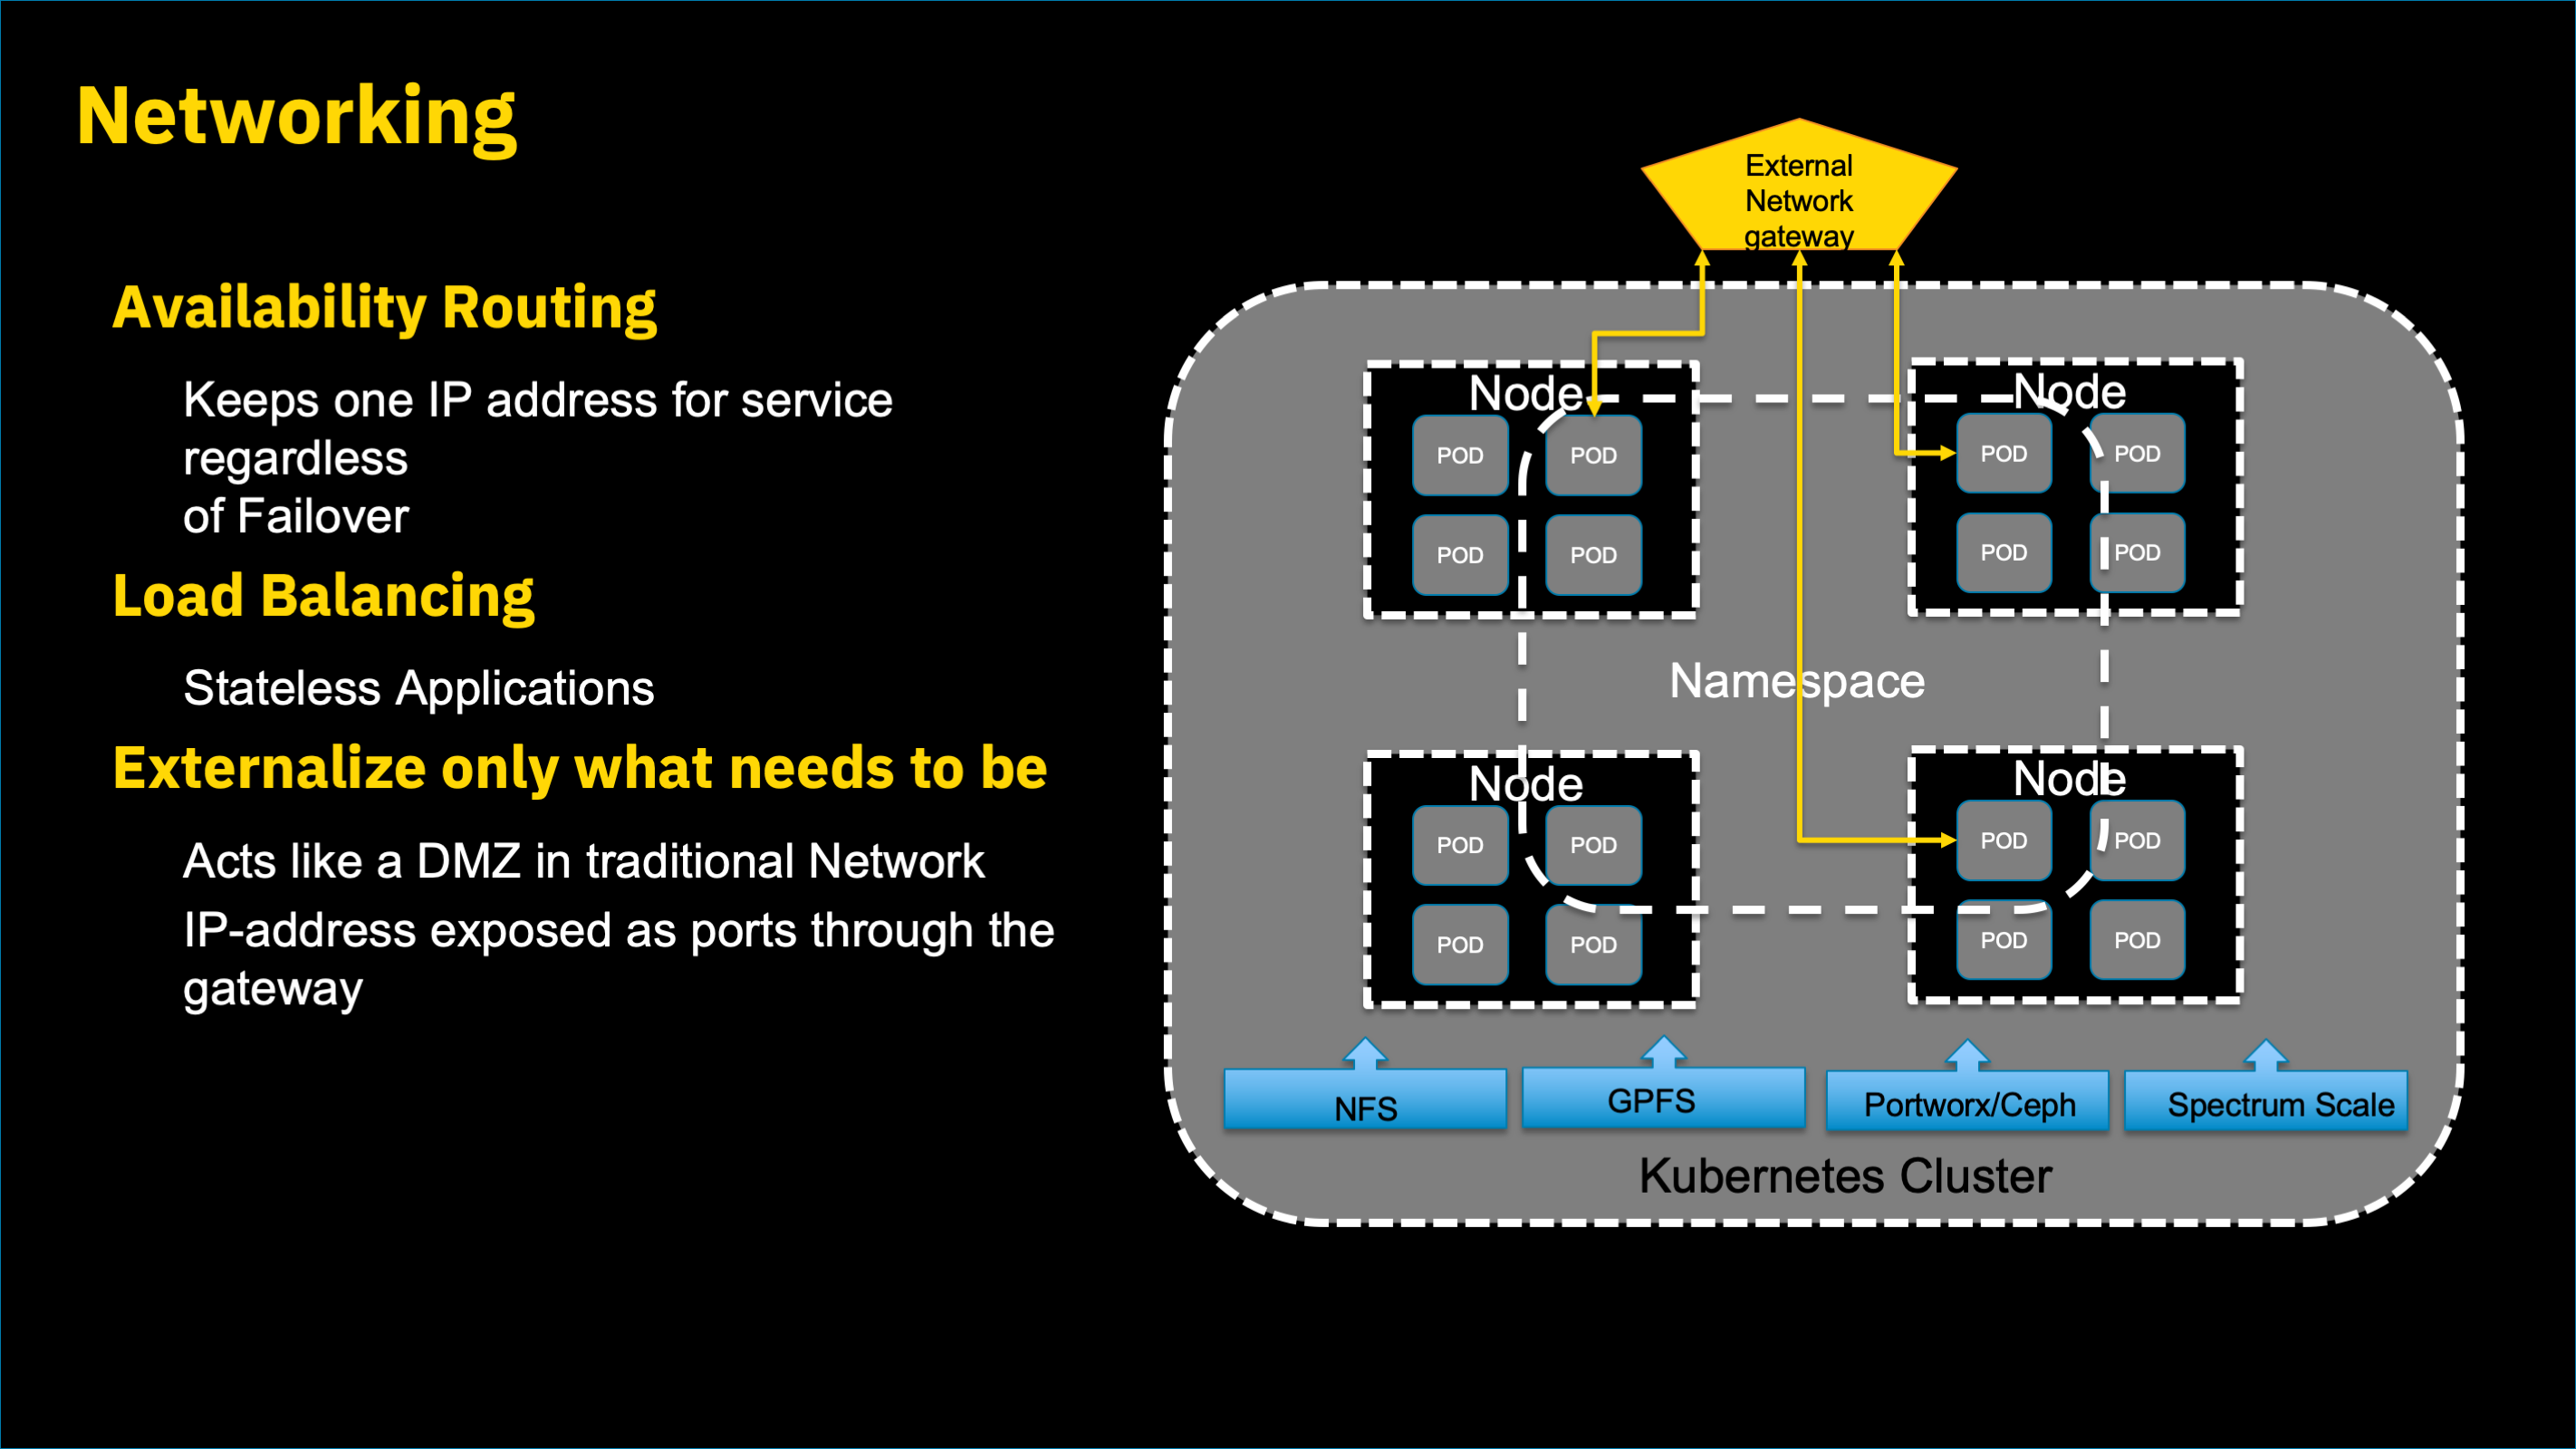 Networking
Availability Routing
Keeps one IP address for service
regardless
of Failover
Load Balancing
Stateless Applications
Externalize only what needs to be
Acts like a DMZ in traditional Network
IP-address exposed as ports through the
gateway
External
Network
gateway
Node
POD
POD
POD
POD
Node
POD
POD
POD
POD
Namespace
Node
POD
POD
POD
POD
Node
POD
POD
POD
POD
NFS
GPFS
Portworx/Ceph
Spectrum Scale
Kubernetes Cluster